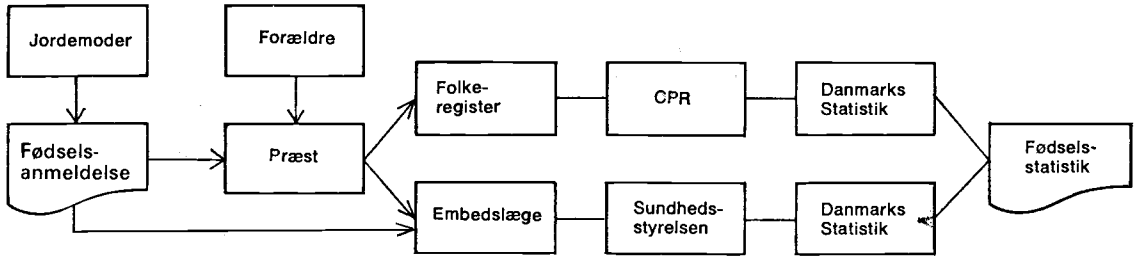 Jordemoder
Forældre
Folke-
register
CPR
Danmarks
Statistik
Fødsels-
anmeldelse
Præst
Fødsels-
statistik
Embedslæge
Sundheds-
styrelsen
Danmarks
Statistik